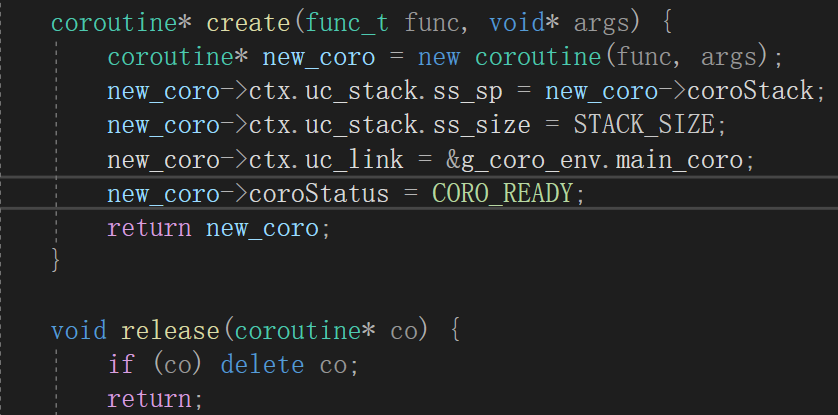 coroutine* create(func_t func, void* args) {
coroutine* new_coro = new coroutine(func, args);
new_coro->ctx.uc_stack.ss_sp = new_coro->coroStack;
new_coro->ctx.uc_stack.ss_size = STACK_SIZE;
new_coro->ctx.uc_link = &g_coro_env.main_coro;
new_coro->coroStatus = CORO_READY;
return new_coro;
}
void release(coroutine* co) {
if (co) delete co;
return;